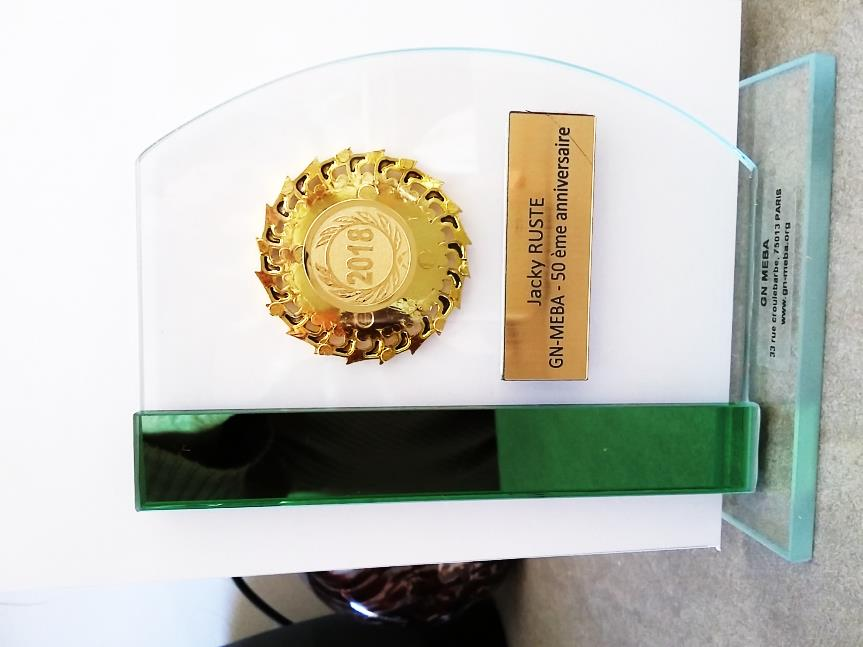 2018
Jacky RUSTE
GN-MEBA - 50 ème anniversaire
GN MEBA
33 rue croulebarbe, 75013 PARIS
www.gn-meba.org